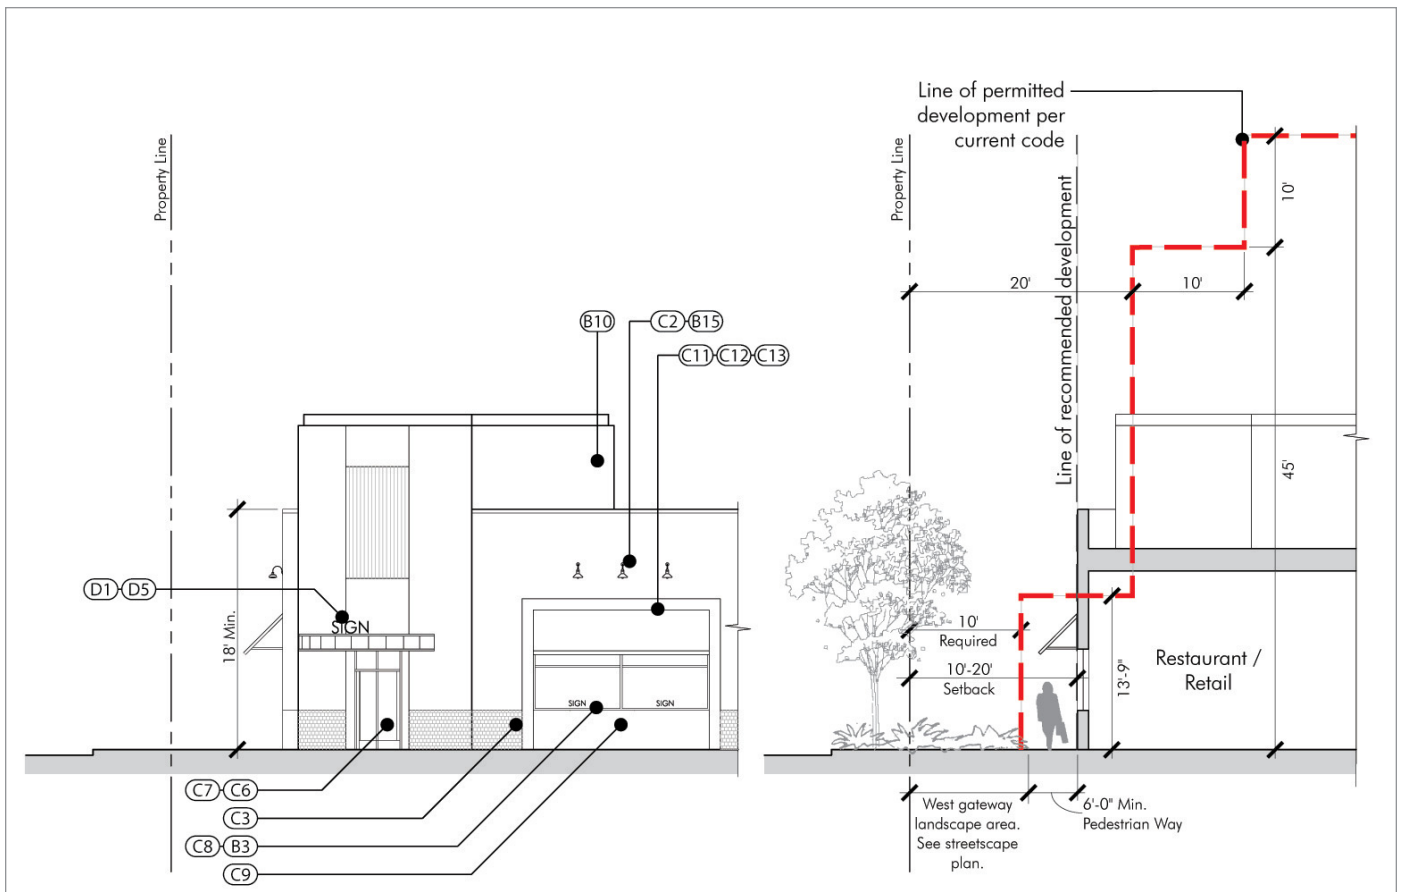 Property Line
B10
C2 B15
C11 C12 C13
D1 D5
SIGN
18' Min.
SIGN
SIGN
C7 C6
C3
C8 B3
C9
Line of permitted
development per
current code
Property Line
Line of recommended development
10'
20'
10'
45'
10'
Required
10'-20'
Setback
13'-9"
Restaurant /
Retail
West gateway
landscape area.
See streetscape
plan.
6'-0" Min.
Pedestrian Way